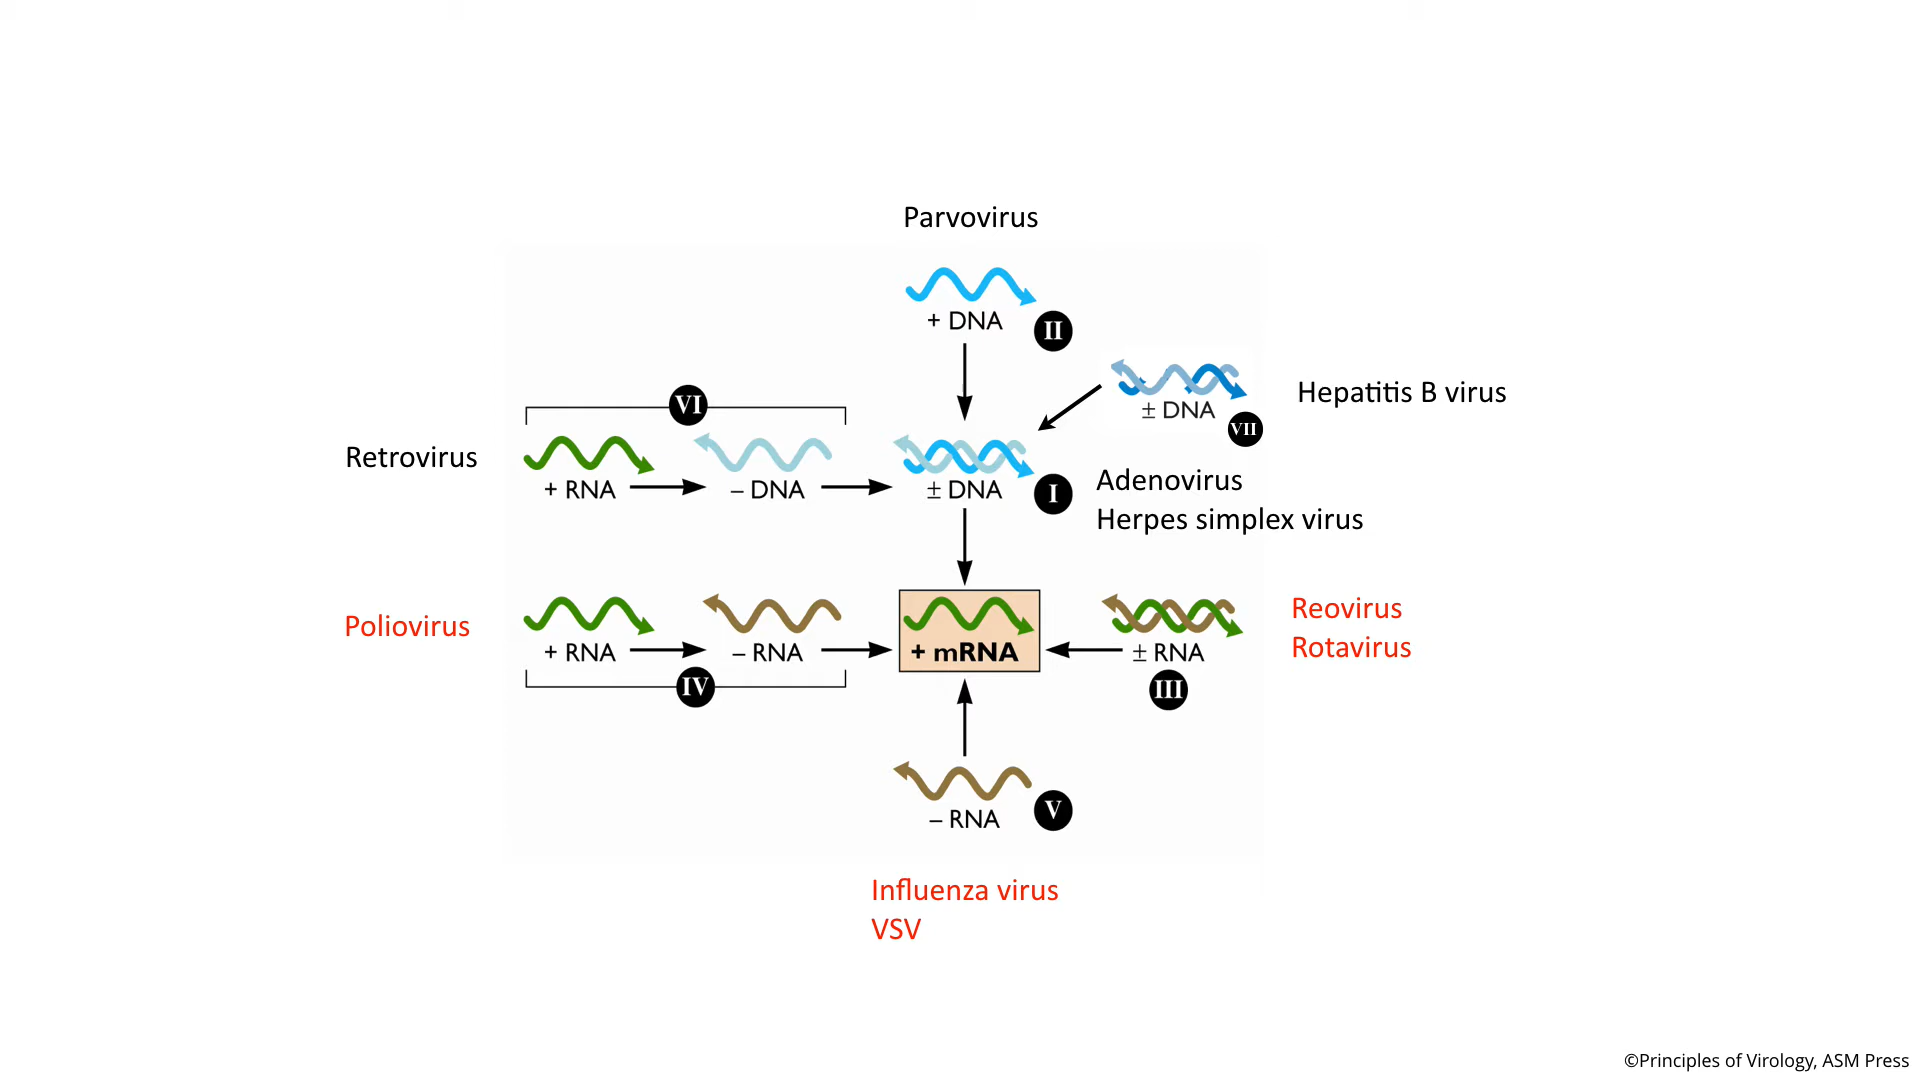 Parvovirus
+ DNA
II
± DNA
VII
Hepatitis B virus
VI
Retrovirus
+ RNA
– DNA
± DNA
I
Adenovirus
Herpes simplex virus
Poliovirus
+ RNA
– RNA
IV
+ mRNA
± RNA
III
Reovirus
Rotavirus
– RNA
V
Influenza virus
VSV
©Principles of Virology, ASM Press